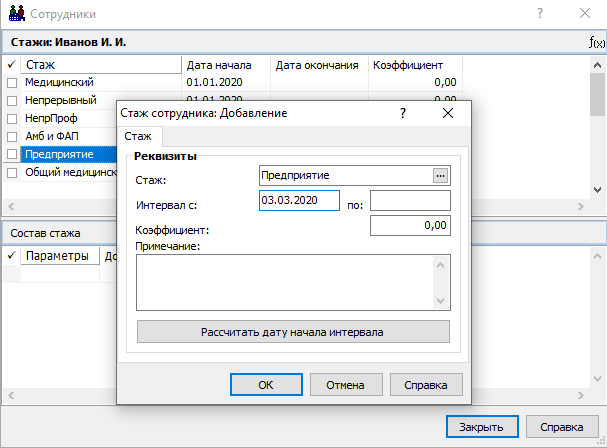 Сотрудники
Стажи: Иванов И. И.
f(x)
Стаж Дата начала Дата окончания Коэффициент
Медицинский 01.01.2020 0,00
Непрерывный 01.01.2020 0,00
НепрПроф
Амб и ФАП
Предприятие
Общий медицинск
Состав стажа
Параметры До
Стаж сотрудника: Добавление
Стаж
Реквизиты
Стаж: Предприятие ...
Интервал с: 03.03.2020 по:
Коэффициент: 0,00
Примечание:
Рассчитать дату начала интервала
ОК Отмена Справка
Закрыть Справка